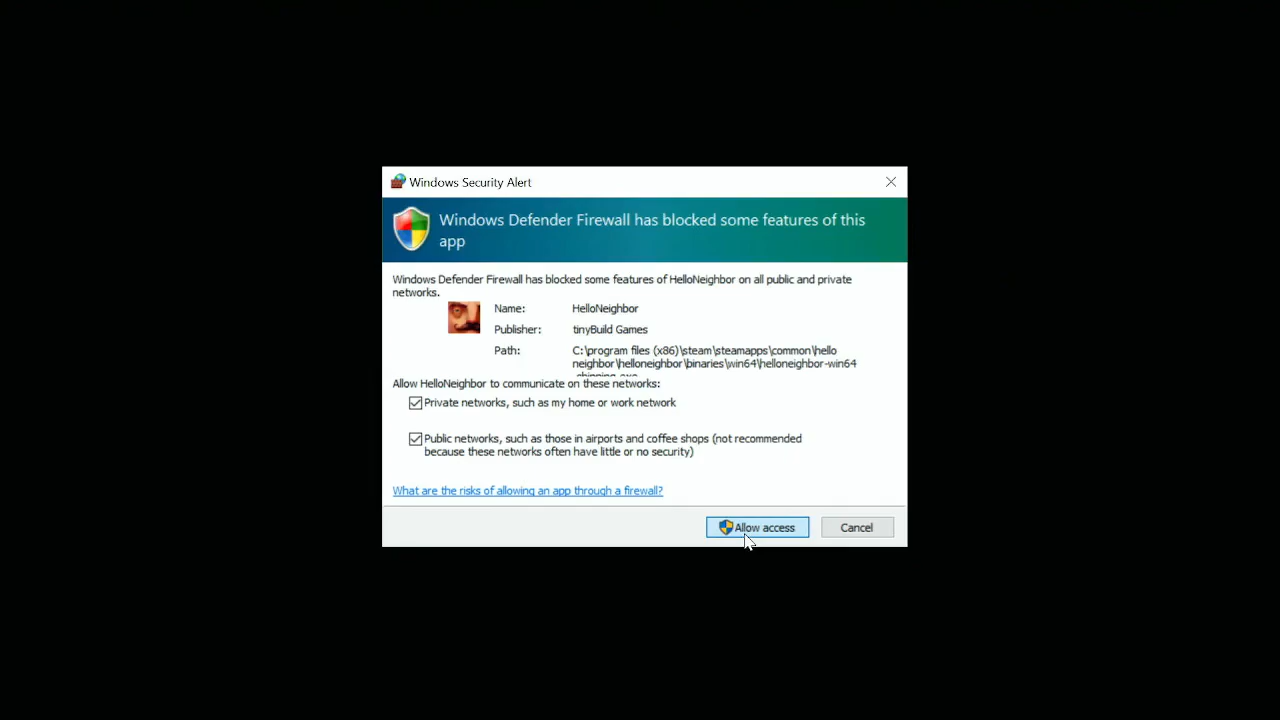 Windows Security Alert
Windows Defender Firewall has blocked some features of this
app
Windows Defender Firewall has blocked some features of HelloNeighbor on all public and private
networks.
Name: HelloNeighbor
Publisher: tinyBuild Games
Path: C:\program files (x86)\steam\steamapps\common\hello
neighbor\helloneighbor\binaries\win64\helloneighbor-win64
Allow HelloNeighbor to communicate on these networks:
Private networks, such as my home or work network
Public networks, such as those in airports and coffee shops (not recommended
because these networks often have little or no security)
What are the risks of allowing an app through a firewall?
Allow access Cancel